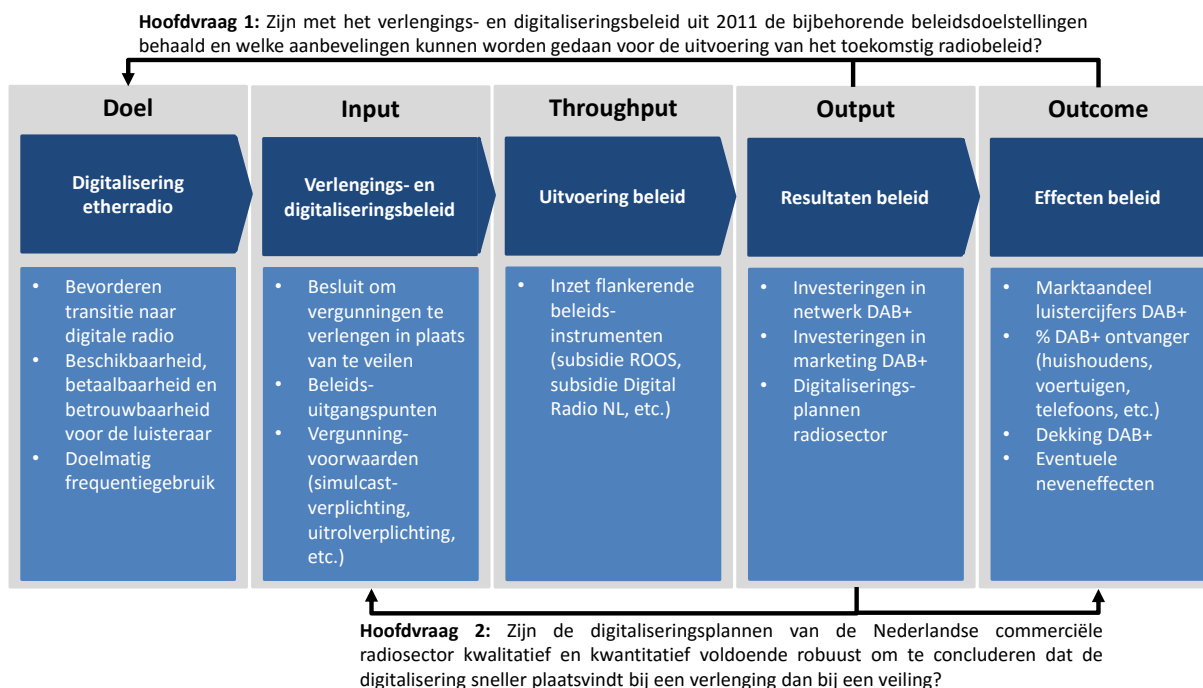 Hoofdvraag 1: Zijn met het verlengings- en digitaliseringsbeleid uit 2011 de bijbehorende beleidsdoelstellingen
behaald en welke aanbevelingen kunnen worden gedaan voor de uitvoering van het toekomstig radiobeleid?
Doel
Digitalisering
etherradio
• Bevorderen
transitie naar
digitale radio
• Beschikbaarheid,
betaalbaarheid en
betrouwbaarheid
voor de luisteraar
• Doelmatig
frequentiegebruik
Input
Verlengings- en
digitaliseringsbeleid
• Besluit om
vergunningen te
verlengen in plaats
van te veilen
• Beleids-
uitgangspunten
• Vergunning-
voorwaarden
(simulcast-
verplichting,
uitrolverplichting,
etc.)
Throughput
Uitvoering beleid
• Inzet flankerende
beleids-
instrumenten
(subsidie ROOS,
subsidie Digital
Radio NL, etc.)
Output
Resultaten beleid
• Investeringen in
netwerk DAB+
• Investeringen in
marketing DAB+
• Digitaliserings-
plannen
radiosector
Outcome
Effecten beleid
• Marktaandeel
luistercijfers DAB+
• % DAB+ ontvanger
(huishoudens,
voertuigen,
telefoons, etc.)
• Dekking DAB+
• Eventuele
neveneffecten
Hoofdvraag 2: Zijn de digitaliseringsplannen van de Nederlandse commerciële
radiosector kwalitatief en kwantitatief voldoende robuust om te concluderen dat de
digitalisering sneller plaatsvindt bij een verlenging dan bij een veiling?